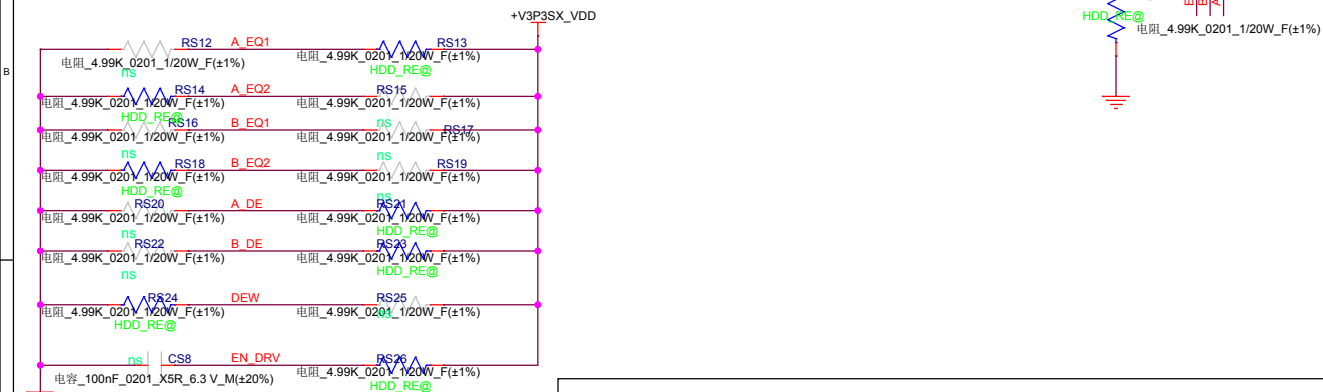 +V3P3SX_VDD
HDD_RE@
电阻_4.99K_0201_1/20W_F(±1%)
B
RS12 A_EQ1 RS13
电阻_4.99K_0201_1/20W_F(±1%) 电阻_4.99K_0201_1/20W_F(±1%)
ns HDD_RE@
RS14 A_EQ2 RS15
电阻_4.99K_0201_1/20W_F(±1%) 电阻_4.99K_0201_1/20W_F(±1%)
HDD_RE@ ns
RS16 B_EQ1 RS17
电阻_4.99K_0201_1/20W_F(±1%) 电阻_4.99K_0201_1/20W_F(±1%)
ns ns
RS18 B_EQ2 RS19
电阻_4.99K_0201_1/20W_F(±1%) 电阻_4.99K_0201_1/20W_F(±1%)
HDD_RE@ ns
RS20 A_DE RS21
电阻_4.99K_0201_1/20W_F(±1%) 电阻_4.99K_0201_1/20W_F(±1%)
ns HDD_RE@
RS22 B_DE RS23
电阻_4.99K_0201_1/20W_F(±1%) 电阻_4.99K_0201_1/20W_F(±1%)
ns HDD_RE@
RS24 DEW RS25
电阻_4.99K_0201_1/20W_F(±1%) 电阻_4.99K_0201_1/20W_F(±1%)
HDD_RE@ ns
ns CS8 EN_DRV RS26
电容_100nF_0201_X5R_6.3 V_M(±20%) 电阻_4.99K_0201_1/20W_F(±1%)
HDD_RE@